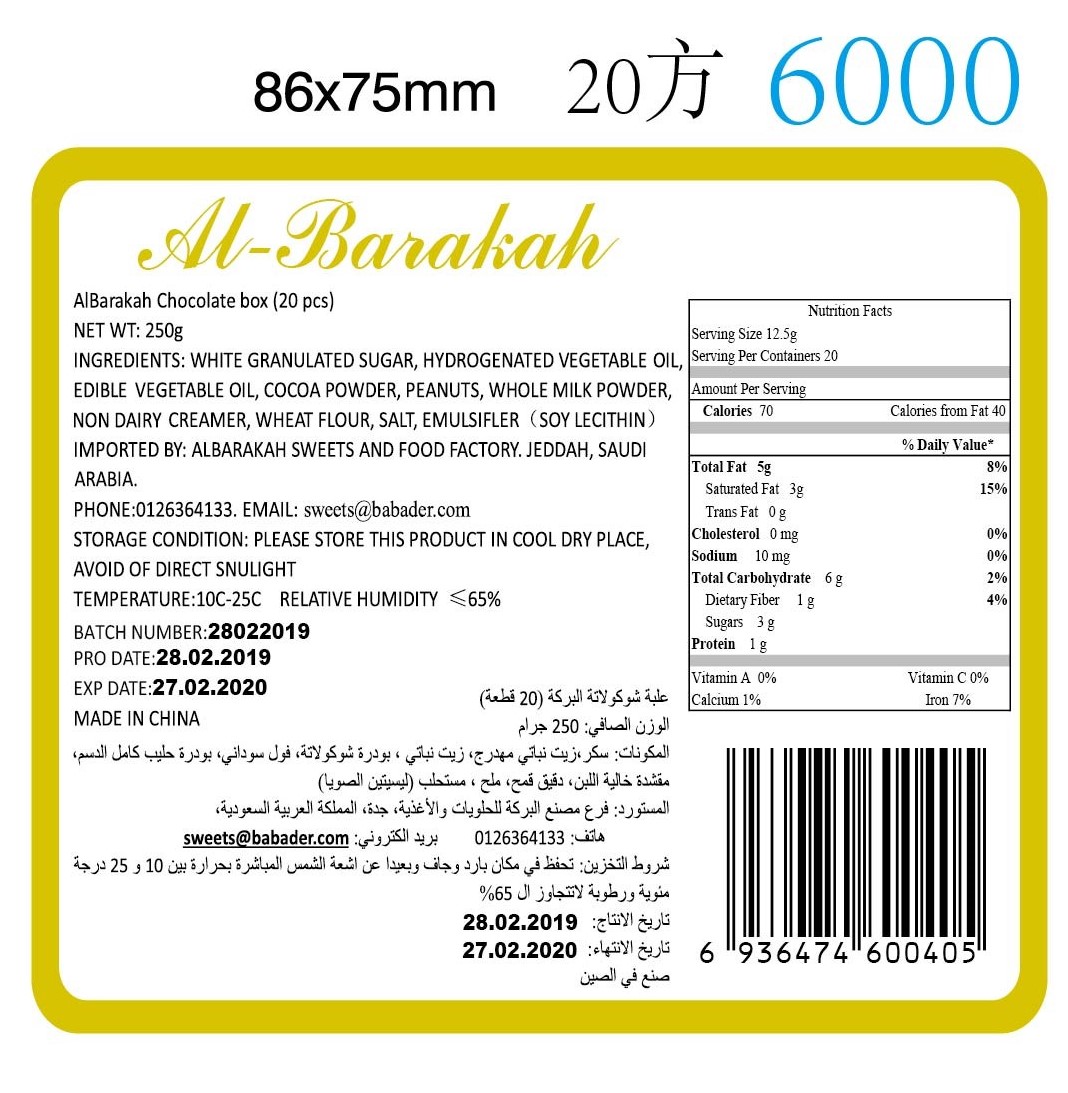 86x75mm 20方 6000
Al-Barakah
AlBarakah Chocolate box (20 pcs)
NET WT: 250g
INGREDIENTS: WHITE GRANULATED SUGAR, HYDROGENATED VEGETABLE OIL,
EDIBLE VEGETABLE OIL, COCOA POWDER, PEANUTS, WHOLE MILK POWDER,
NON DAIRY CREAMER, WHEAT FLOUR, SALT, EMULSIFLER（SOY LECITHIN）
IMPORTED BY: ALBARAKAH SWEETS AND FOOD FACTORY. JEDDAH, SAUDI
ARABIA.
PHONE:0126364133. EMAIL: sweets@babader.com
STORAGE CONDITION: PLEASE STORE THIS PRODUCT IN COOL DRY PLACE,
AVOID OF DIRECT SNULIGHT
TEMPERATURE:10C-25C RELATIVE HUMIDITY ≤65%
BATCH NUMBER:28022019
PRO DATE:28.02.2019
EXP DATE:27.02.2020
MADE IN CHINA
علبة شوكولاتة البركة (20 قطعة)
الوزن الصافي: 250 جرام
المكونات: سكر،زيت نباتي مهدرج، زيت نباتي ، بودرة شوكولاتة، فول سوداني، بودرة حليب كامل الدسم،
مقشدة خالية اللبن، دقيق قمح، ملح ، مستحلب (ليسيتين الصويا)
المستورد: فرع مصنع البركة للحلويات والأغذية، جدة، المملكة العربية السعودية،
هاتف: 0126364133 بريد الكتروني: sweets@babader.com
شروط التخزين: تحفظ في مكان بارد وجاف وبعيدا عن اشعة الشمس المباشرة بحرارة بين 10 و 25 درجة
مئوية ورطوبة لاتتجاوز ال 65%
تاريخ الانتاج: 28.02.2019
تاريخ الانتهاء: 27.02.2020
صنع في الصين
Nutrition Facts
Serving Size 12.5g
Serving Per Containers 20
Amount Per Serving
Calories 70 Calories from Fat 40
% Daily Value*
Total Fat 5g 8%
Saturated Fat 3g 15%
Trans Fat 0 g
Cholesterol 0 mg 0%
Sodium 10 mg 0%
Total Carbohydrate 6 g 2%
Dietary Fiber 1 g 4%
Sugars 3 g
Protein 1 g
Vitamin A 0% Vitamin C 0%
Calcium 1% Iron 7%
6 936474 600405